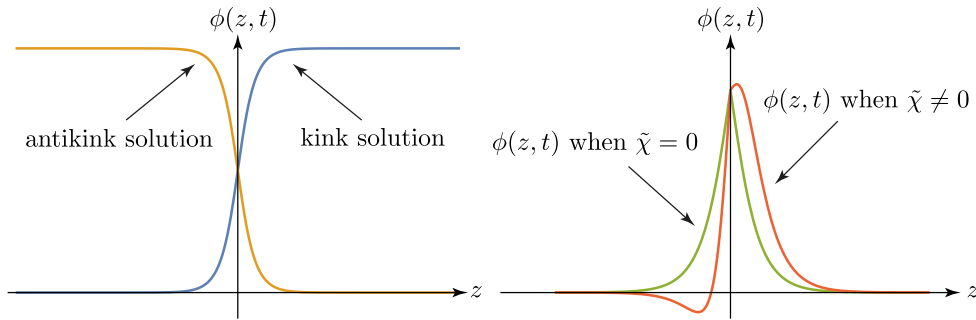 ϕ(z, t)
antikink solution
kink solution
z
ϕ(z, t)
ϕ(z, t) when χ̃ = 0
ϕ(z, t) when χ̃ ≠ 0
z